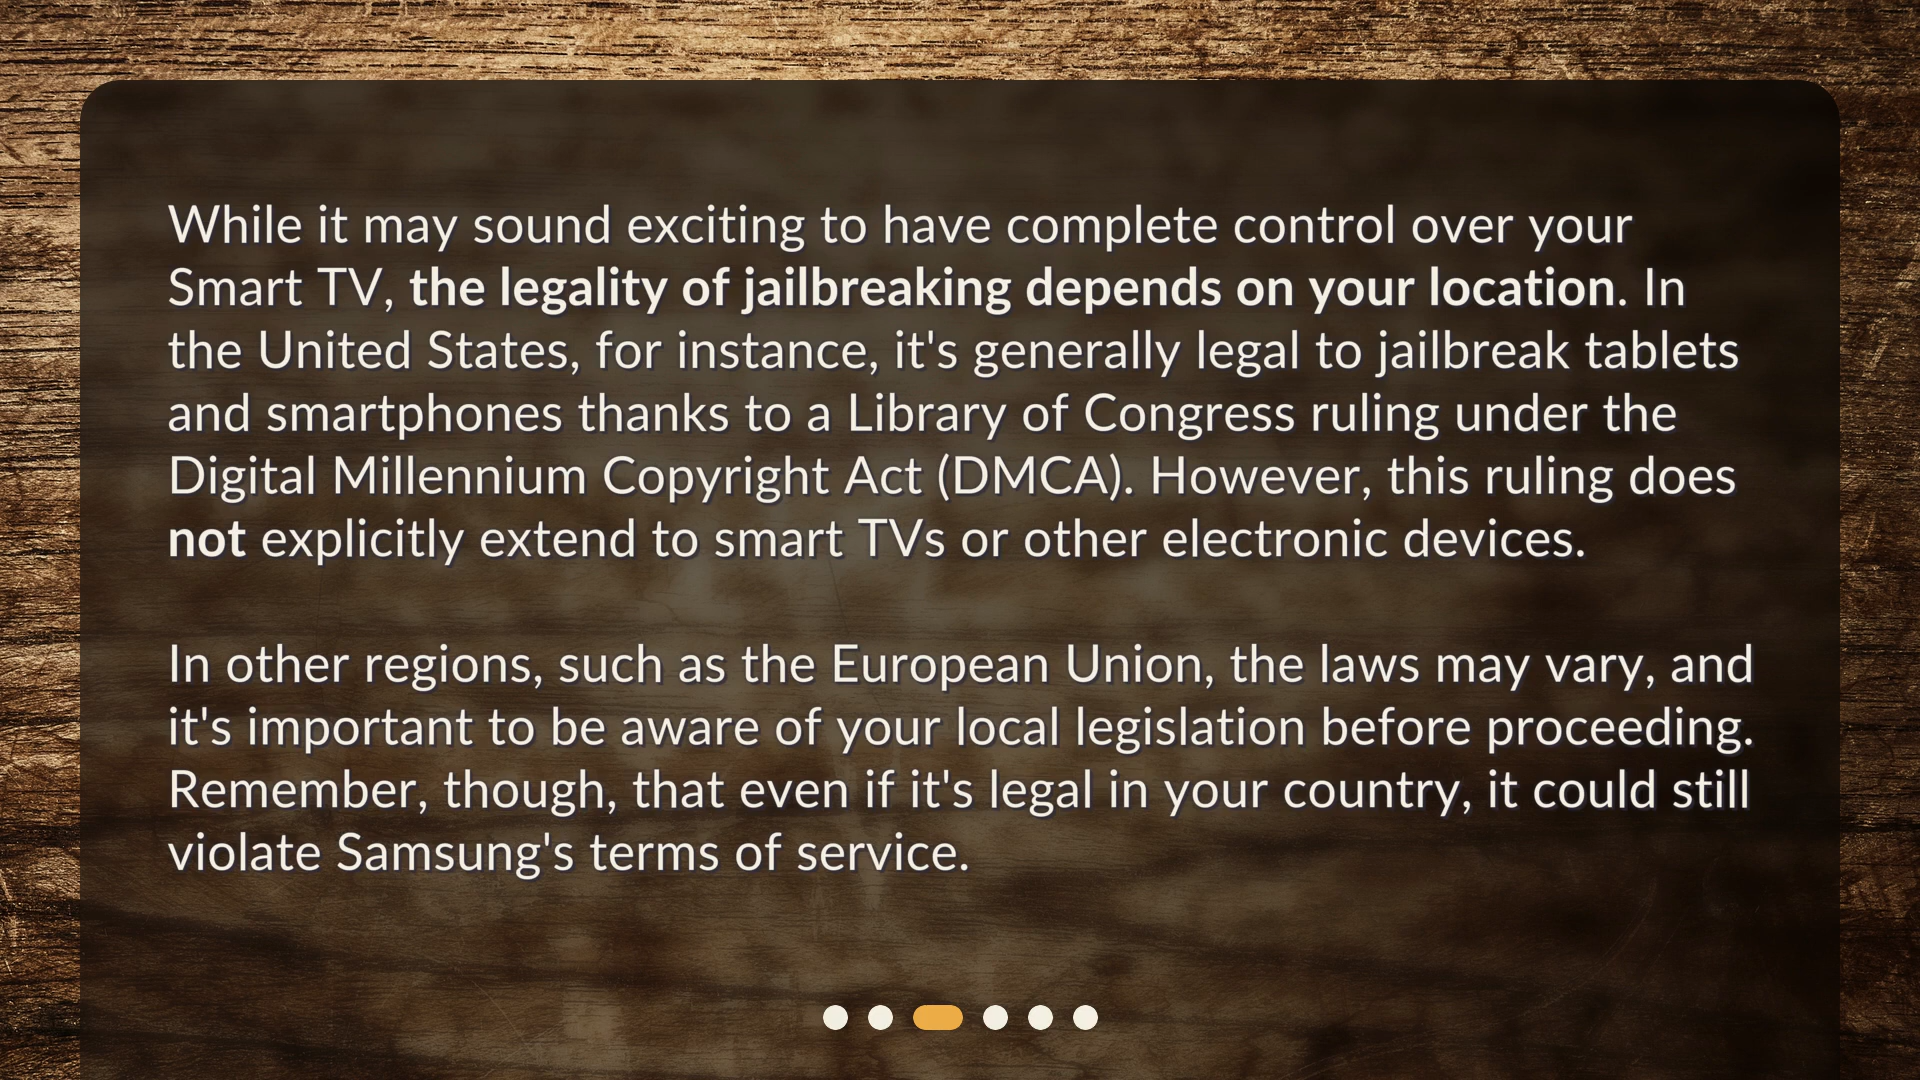 While it may sound exciting to have complete control over your
Smart TV, the legality of jailbreaking depends on your location. In
the United States, for instance, it's generally legal to jailbreak tablets
and smartphones thanks to a Library of Congress ruling under the
Digital Millennium Copyright Act (DMCA). However, this ruling does
not explicitly extend to smart TVs or other electronic devices.
In other regions, such as the European Union, the laws may vary, and
it's important to be aware of your local legislation before proceeding.
Remember, though, that even if it's legal in your country, it could still
violate Samsung's terms of service.